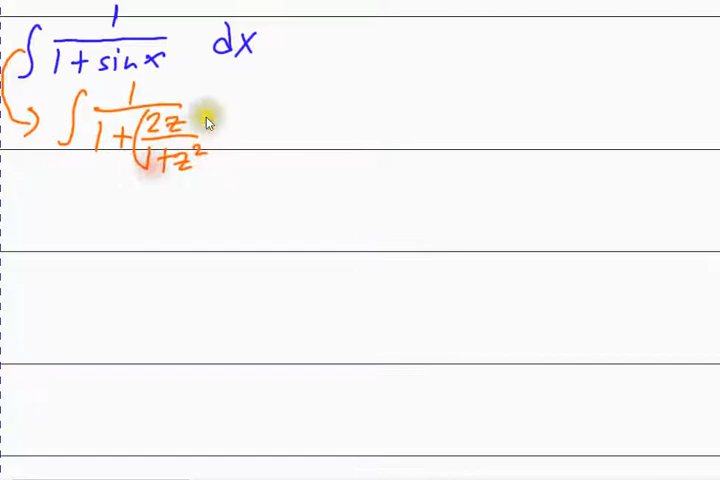 ∫ 1/(1 + sin x) dx
∫ 1/(1 + (2z/(1+z²)